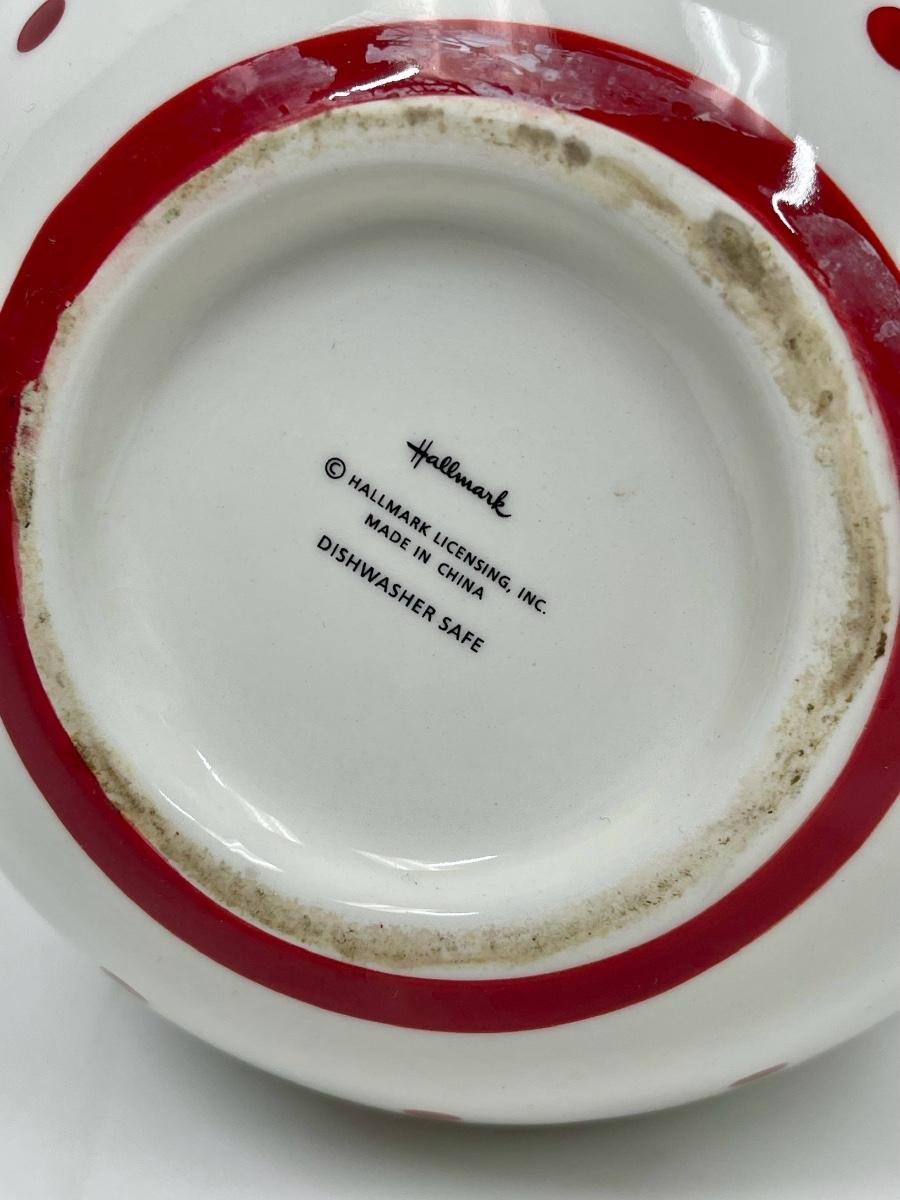 Hallmark
© HALLMARK LICENSING, INC.
MADE IN CHINA
DISHWASHER SAFE